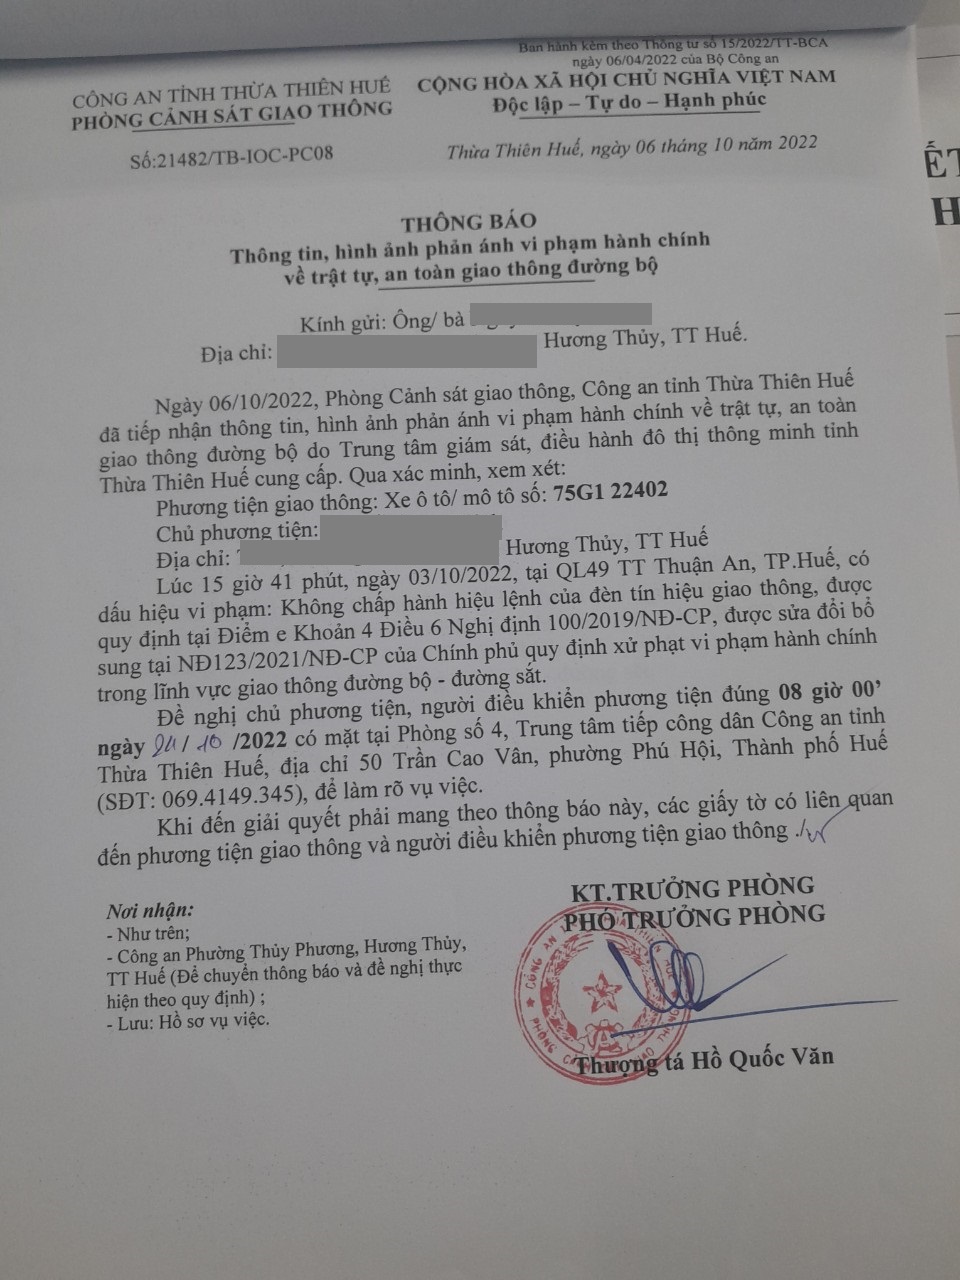 Ban hành kèm theo Thông tư số 15/2022/TT-BCA
ngày 06/04/2022 của Bộ Công an
CÔNG AN TỈNH THỪA THIÊN HUẾ
PHÒNG CẢNH SÁT GIAO THÔNG
CỘNG HÒA XÃ HỘI CHỦ NGHĨA VIỆT NAM
Độc lập – Tự do – Hạnh phúc
Số:21482/TB-IOC-PC08
Thừa Thiên Huế, ngày 06 tháng 10 năm 2022
THÔNG BÁO
Thông tin, hình ảnh phản ánh vi phạm hành chính
về trật tự, an toàn giao thông đường bộ
Kính gửi: Ông/ bà
Địa chỉ: Hương Thủy, TT Huế.
Ngày 06/10/2022, Phòng Cảnh sát giao thông, Công an tỉnh Thừa Thiên Huế
đã tiếp nhận thông tin, hình ảnh phản ánh vi phạm hành chính về trật tự, an toàn
giao thông đường bộ do Trung tâm giám sát, điều hành đô thị thông minh tỉnh
Thừa Thiên Huế cung cấp. Qua xác minh, xem xét:
Phương tiện giao thông: Xe ô tô/ mô tô số: 75G1 22402
Chủ phương tiện:
Địa chỉ: Hương Thủy, TT Huế
Lúc 15 giờ 41 phút, ngày 03/10/2022, tại QL49 TT Thuận An, TP.Huế, có
dấu hiệu vi phạm: Không chấp hành hiệu lệnh của đèn tín hiệu giao thông, được
quy định tại Điểm e Khoản 4 Điều 6 Nghị định 100/2019/NĐ-CP, được sửa đổi bổ
sung tại NĐ123/2021/NĐ-CP của Chính phủ quy định xử phạt vi phạm hành chính
trong lĩnh vực giao thông đường bộ - đường sắt.
Đề nghị chủ phương tiện, người điều khiển phương tiện đúng 08 giờ 00’
ngày / 10 /2022 có mặt tại Phòng số 4, Trung tâm tiếp công dân Công an tỉnh
Thừa Thiên Huế, địa chỉ 50 Trần Cao Vân, phường Phú Hội, Thành phố Huế
(SĐT: 069.4149.345), để làm rõ vụ việc.
Khi đến giải quyết phải mang theo thông báo này, các giấy tờ có liên quan
đến phương tiện giao thông và người điều khiển phương tiện giao thông ./
Nơi nhận:
- Như trên;
- Công an Phường Thủy Phương, Hương Thủy,
TT Huế (Để chuyển thông báo và đề nghị thực
hiện theo quy định) ;
- Lưu: Hồ sơ vụ việc.
KT.TRƯỞNG PHÒNG
PHÓ TRƯỞNG PHÒNG
Thượng tá Hồ Quốc Văn